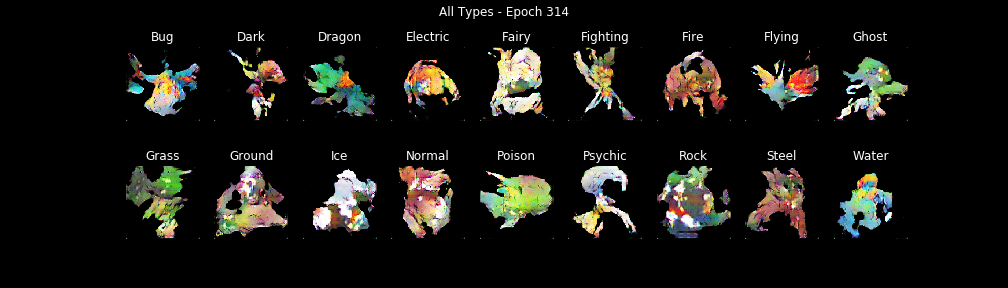 All Types - Epoch 314
Bug Dark Dragon Electric Fairy Fighting Fire Flying Ghost
Grass Ground Ice Normal Poison Psychic Rock Steel Water